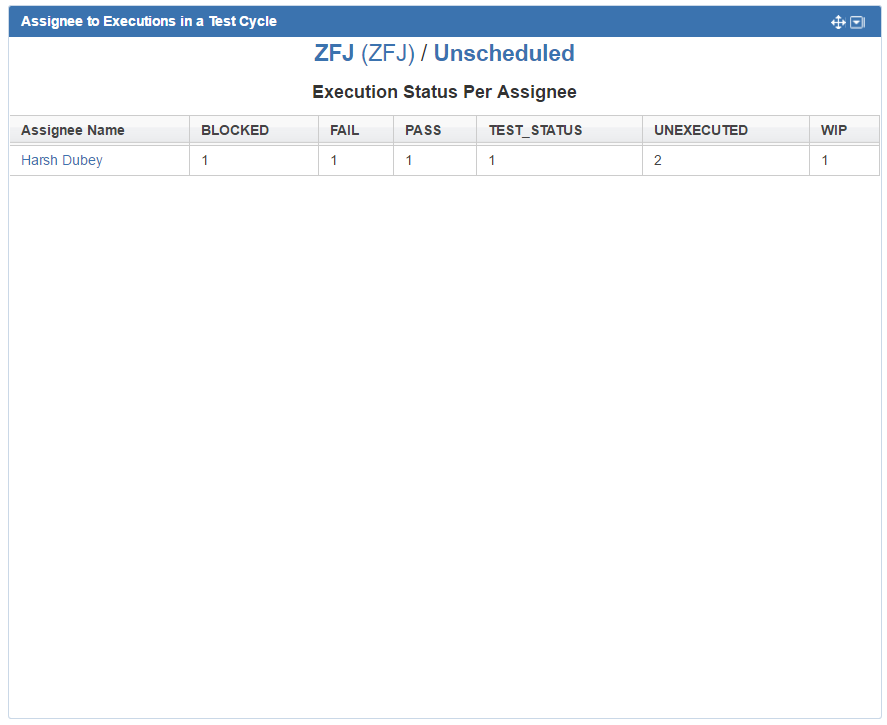 Assignee to Executions in a Test Cycle
ZFJ (ZFJ) / Unscheduled
Execution Status Per Assignee
Assignee Name BLOCKED FAIL PASS TEST_STATUS UNEXECUTED WIP
Harsh Dubey 1 1 1 1 2 1